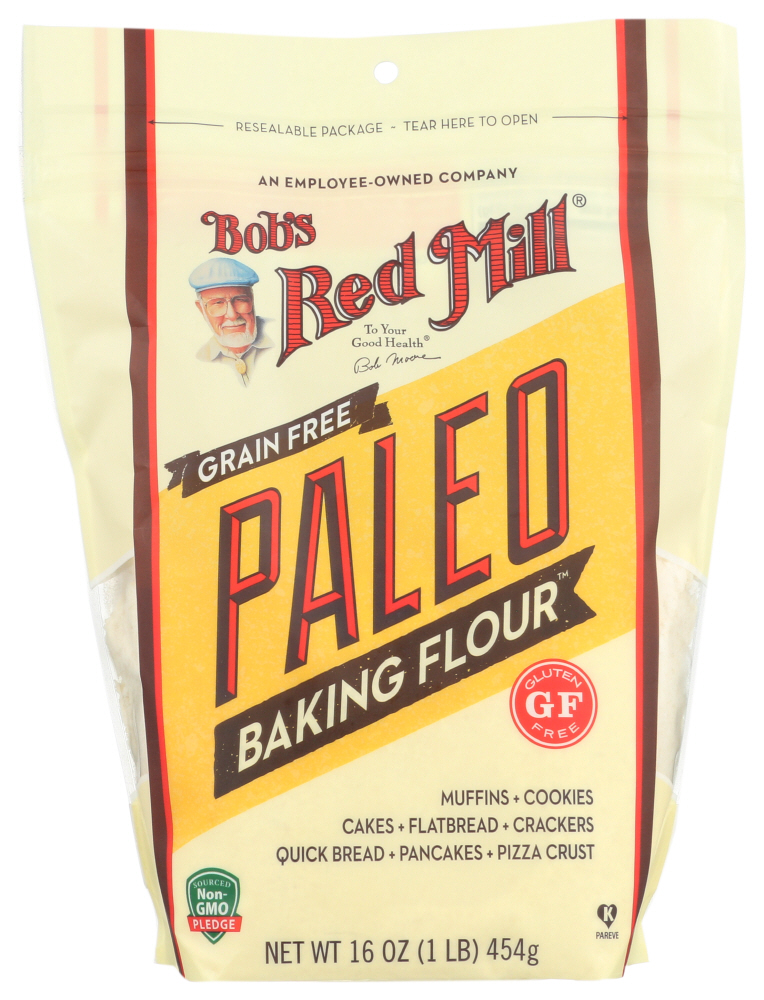 RESEALABLE PACKAGE - TEAR HERE TO OPEN
AN EMPLOYEE-OWNED COMPANY
Bob's
Red Mill®
To Your
Good Health®
Bob Moore
GRAIN FREE
PALEO
BAKING FLOUR™
GLUTEN
GF
FREE
MUFFINS + COOKIES
CAKES + FLATBREAD + CRACKERS
QUICK BREAD + PANCAKES + PIZZA CRUST
SOURCED
Non-
GMO
PLEDGE
K
PAREVE
NET WT 16 OZ (1 LB) 454g